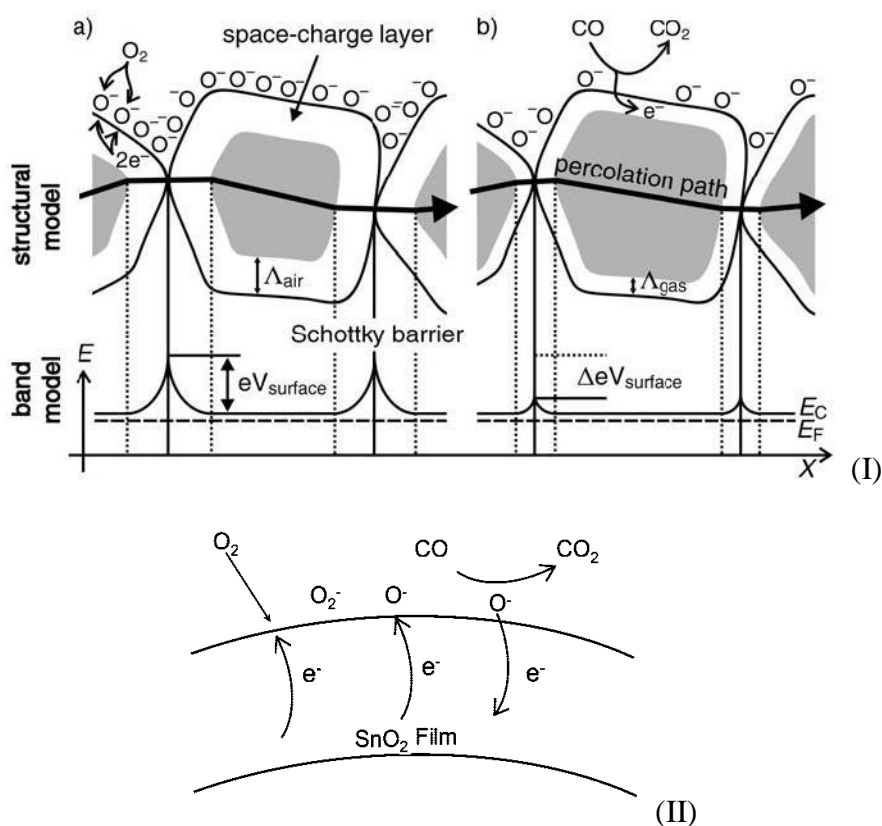 a)
O₂
space-charge layer
O⁻ O⁻ O⁻ O⁻ O⁻ O⁻ O⁻ O⁻
⁻O
O⁻
O⁻
O⁻
⁻O
⁻O
⁼O
O⁻
2e⁻
Λair
b)
CO
CO₂
O⁻
O⁻
O⁻
O⁻
O⁻
O⁻
e⁻
percolation path
Λgas
structural model
Schottky barrier
band model
E
eVsurface
ΔeVsurface
EC
EF
X
(I)
O₂
CO
CO₂
O₂⁻
O⁻
O⁻
e⁻
e⁻
e⁻
SnO₂ Film
(II)